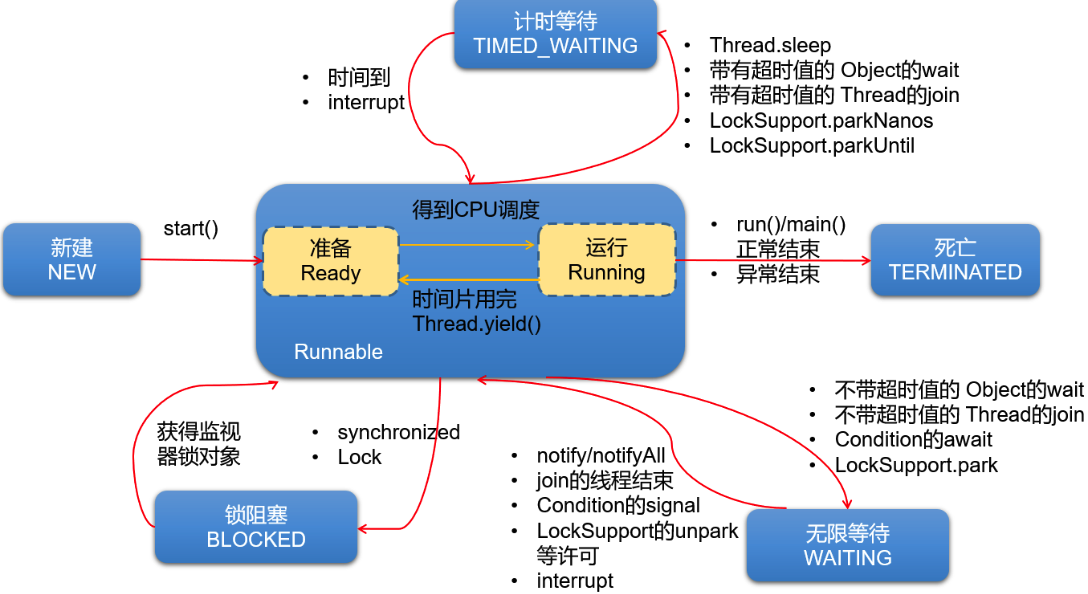 计时等待
TIMED_WAITING
• 时间到
• interrupt
• Thread.sleep
• 带有超时值的 Object的wait
• 带有超时值的 Thread的join
• LockSupport.parkNanos
• LockSupport.parkUntil
新建
NEW
start()
得到CPU调度
准备
Ready
运行
Running
时间片用完
Thread.yield()
Runnable
• run()/main()
正常结束
• 异常结束
死亡
TERMINATED
获得监视
器锁对象
• synchronized
• Lock
锁阻塞
BLOCKED
• notify/notifyAll
• join的线程结束
• Condition的signal
• LockSupport的unpark
等许可
• interrupt
• 不带超时值的 Object的wait
• 不带超时值的 Thread的join
• Condition的await
• LockSupport.park
无限等待
WAITING